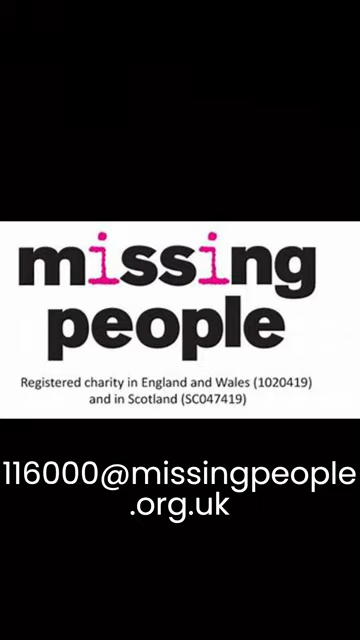 missing
people
Registered charity in England and Wales (1020419)
and in Scotland (SC047419)
116000@missingpeople
.org.uk